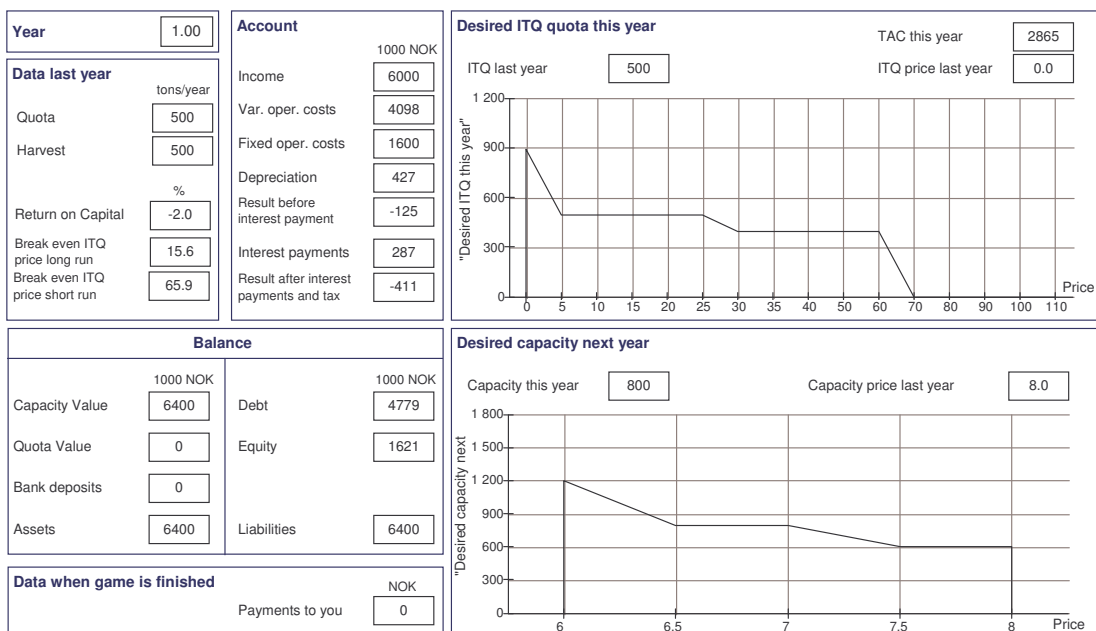 Year
1.00
Data last year
tons/year
Quota
500
Harvest
500
%
Return on Capital
-2.0
Break even ITQ
price long run
15.6
Break even ITQ
price short run
65.9
Account
1000 NOK
Income
6000
Var. oper. costs
4098
Fixed oper. costs
1600
Depreciation
427
Result before
interest payment
-125
Interest payments
287
Result after interest
payments and tax
-411
Desired ITQ quota this year
TAC this year
2865
ITQ last year
500
ITQ price last year
0.0
"Desired ITQ this year"
1 200
900
600
300
0
0 5 10 15 20 25 30 35 40 45 50 60 70 80 90 100 110
Price
Balance
1000 NOK
1000 NOK
Capacity Value
6400
Debt
4779
Quota Value
0
Equity
1621
Bank deposits
0
Assets
6400
Liabilities
6400
Desired capacity next year
Capacity this year
800
Capacity price last year
8.0
"Desired capacity next
1 800
1 500
1 200
900
600
300
0
6 6.5 7 7.5 8
Price
Data when game is finished
NOK
Payments to you
0